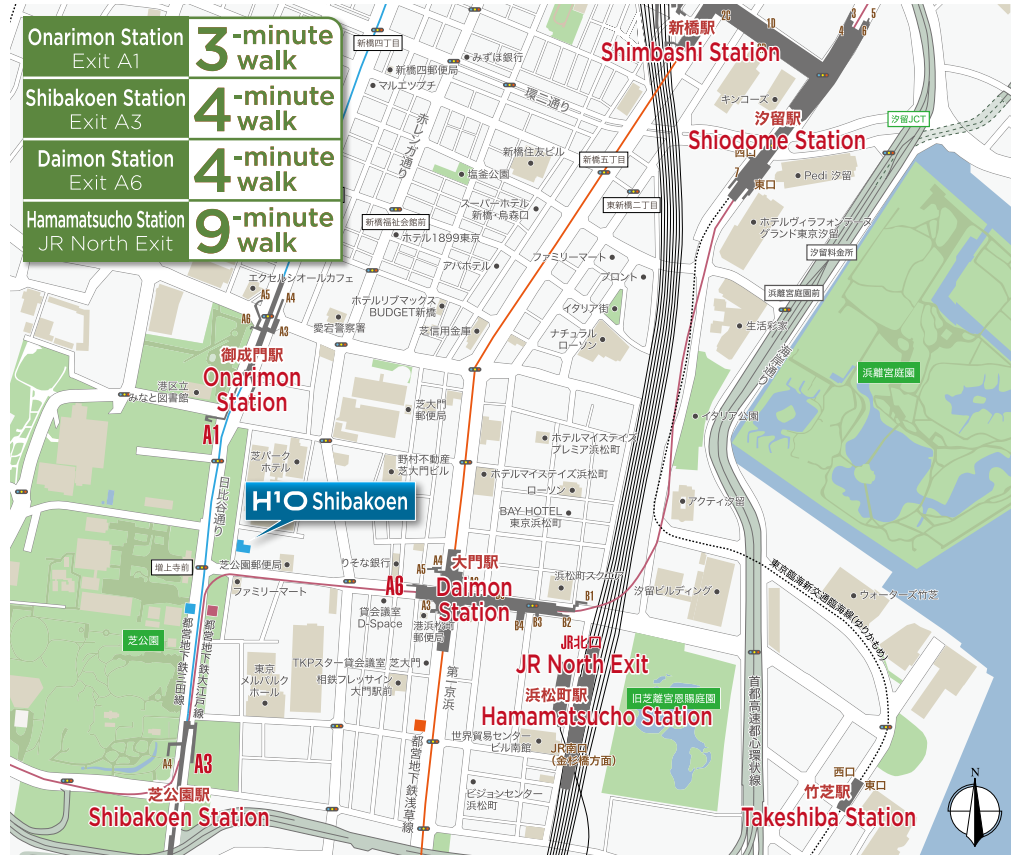 Onarimon Station
Exit A1
3-minute
walk
Shibakoen Station
Exit A3
4-minute
walk
Daimon Station
Exit A6
4-minute
walk
Hamamatsucho Station
JR North Exit
9-minute
walk
新橋四丁目
みずほ銀行
新橋四郵便局
マルエツプチ
環二通り
赤レンガ通り
新橋駅
Shimbashi Station
2C
1D
3
4
5
6
キンコーズ
汐留駅
Shiodome Station
西口
7
東口
汐留JCT
新橋住友ビル
塩釜公園
新橋五丁目
Pedi 汐留
スーパーホテル
新橋・烏森口
東新橋二丁目
新橋福祉会館前
ホテル1899東京
ホテルヴィラフォンテーヌ
グランド東京汐留
汐留料金所
アパホテル
ファミリーマート
プロント
エクセルシオールカフェ
A5
A4
A6
A3
浜離宮庭園前
ホテルリブマックス
BUDGET新橋
イタリア街
愛宕警察署
芝信用金庫
ナチュラル
ローソン
生活彩家
海岸通り
御成門駅
Onarimon
Station
浜離宮庭園
港区立
みなと図書館
A1
芝大門
郵便局
イタリア公園
芝パーク
ホテル
野村不動産
芝大門ビル
ホテルマイステイズ
プレミア浜松町
ホテルマイステイズ浜松町
ローソン
BAY HOTEL
東京浜松町
日比谷通り
H¹O Shibakoen
アクティ汐留
増上寺前
芝公園郵便局
りそな銀行
A5
A4
大門駅
Daimon
Station
A6
A3
ファミリーマート
貸会議室
D-Space
港浜松町
郵便局
浜松町スクエア
B1
B2
B3
B4
汐留ビルディング
東京臨海新交通臨海線(ゆりかもめ)
ウォーターズ竹芝
芝公園
都営地下鉄三田線
都営地下鉄大江戸線
JR北口
JR North Exit
TKPスター貸会議室 芝大門
東京
メルパルク
ホール
相鉄フレッサイン
大門駅前
第一京浜
浜松町駅
Hamamatsucho Station
旧芝離宮恩賜庭園
首都高速都心環状線
世界貿易センター
ビル南館
JR南口
(金杉橋方面)
都営地下鉄浅草線
A4
A3
芝公園駅
Shibakoen Station
ビジョンセンター
浜松町
西口
東口
竹芝駅
Takeshiba Station
N